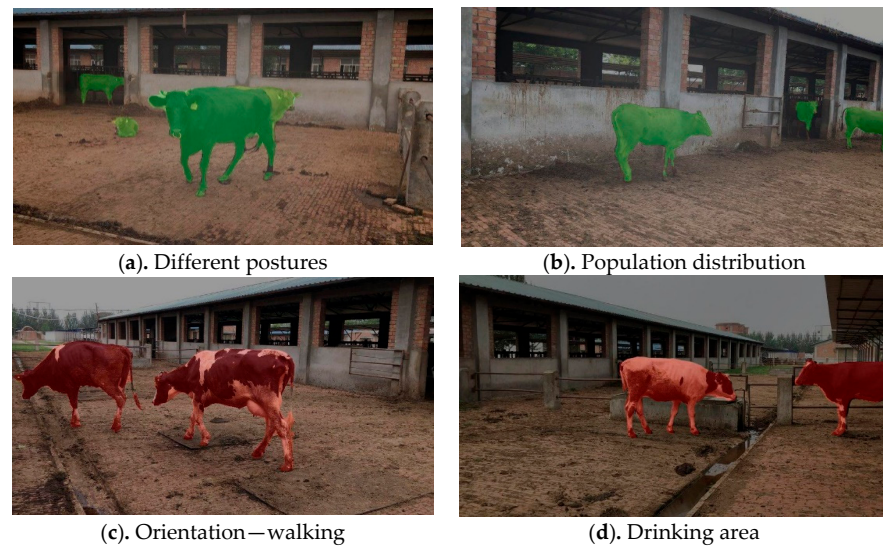 (a). Different postures
(b). Population distribution
(c). Orientation—walking
(d). Drinking area